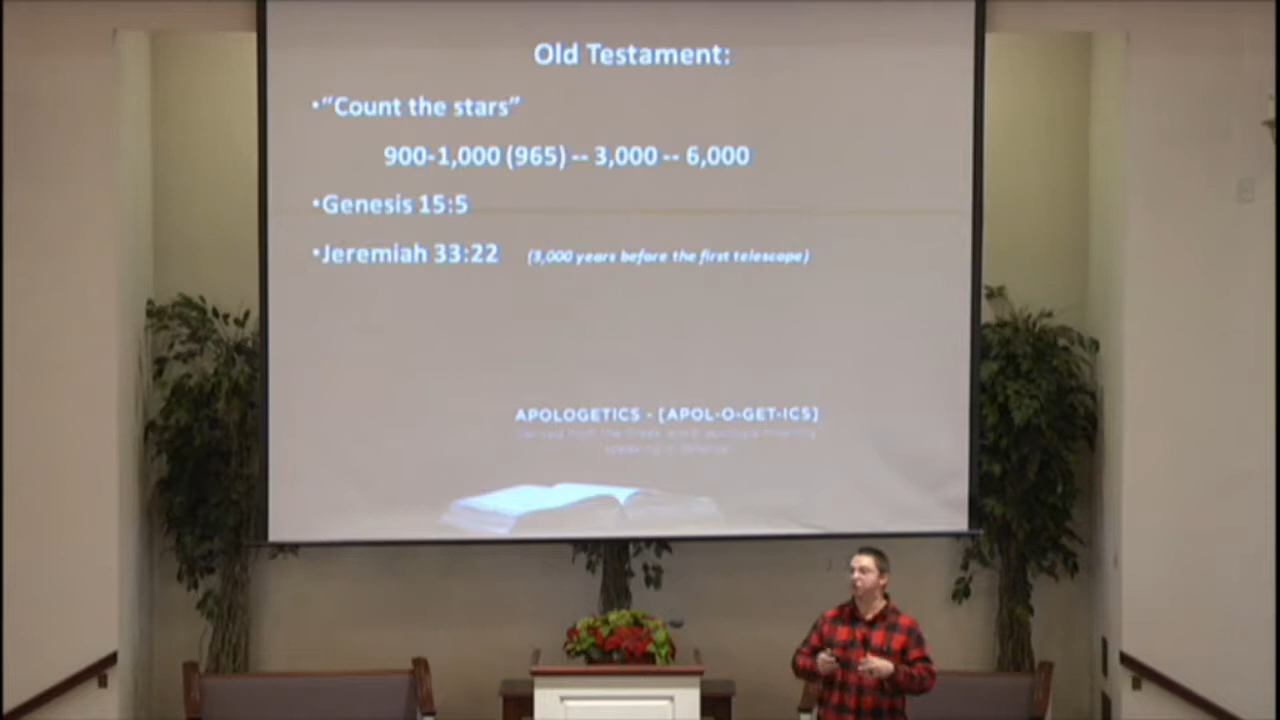 Old Testament:
•"Count the stars"
900-1,000 (965) -- 3,000 -- 6,000
•Genesis 15:5
•Jeremiah 33:22 (3,000 years before the first telescope)
APOLOGETICS - [APOL-O-GET-ICS]